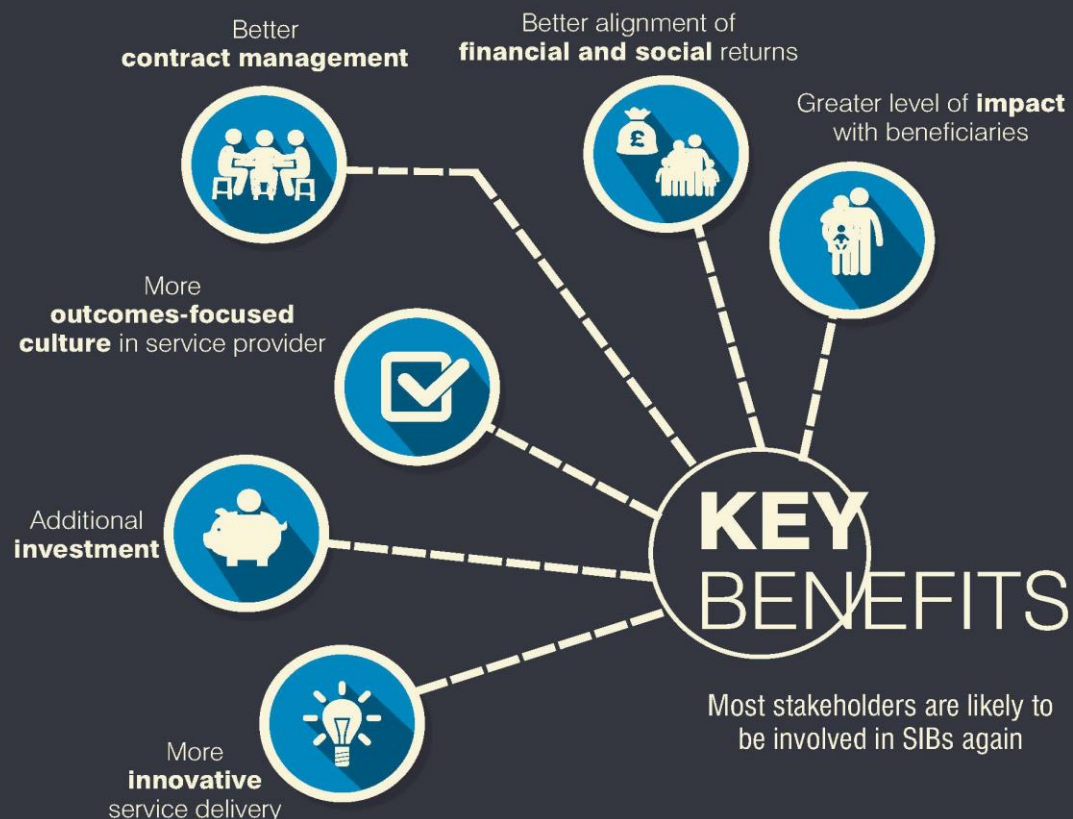 Better
contract management
Better alignment of
financial and social returns
Greater level of impact
with beneficiaries
£
More
outcomes-focused
culture in service provider
Additional
investment
More
innovative
service delivery
KEY
BENEFITS
Most stakeholders are likely to
be involved in SIBs again